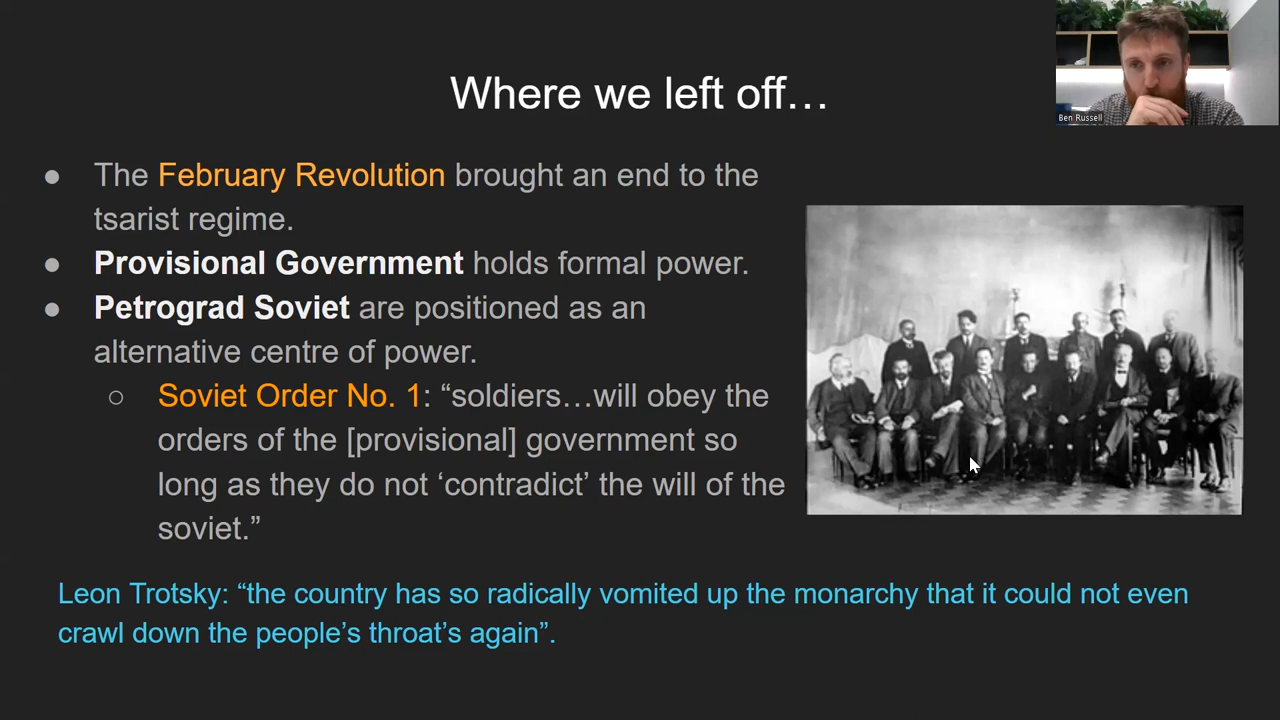 Where we left off…
Ben Russell
● The February Revolution brought an end to the
tsarist regime.
● Provisional Government holds formal power.
● Petrograd Soviet are positioned as an
alternative centre of power.
○ Soviet Order No. 1: “soldiers…will obey the
orders of the [provisional] government so
long as they do not ‘contradict’ the will of the
soviet.”
Leon Trotsky: “the country has so radically vomited up the monarchy that it could not even
crawl down the people’s throat’s again”.